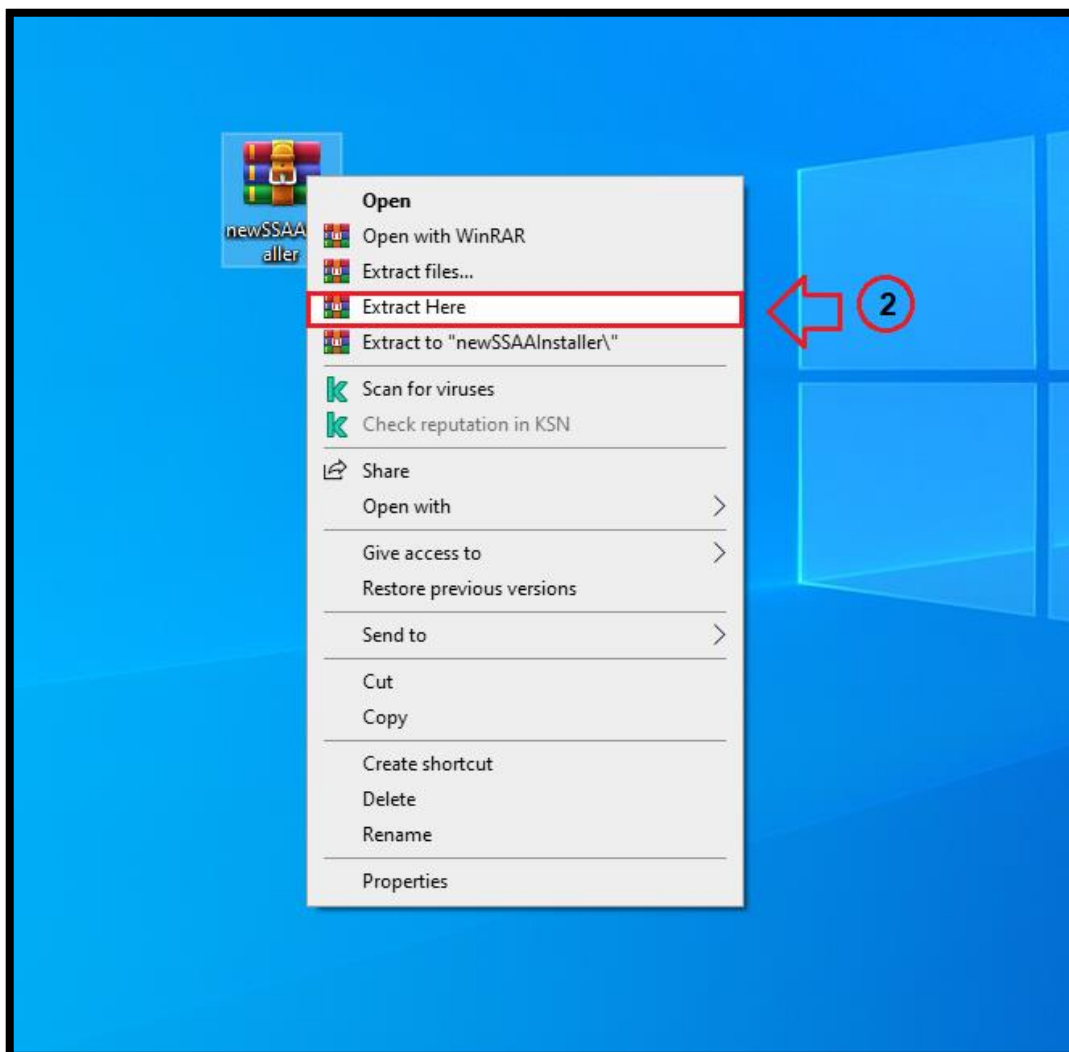 newSSAA
aller
Open
Open with WinRAR
Extract files...
Extract Here
2
Extract to "newSSAAInstaller\"
Scan for viruses
Check reputation in KSN
Share
Open with
Give access to
Restore previous versions
Send to
Cut
Copy
Create shortcut
Delete
Rename
Properties